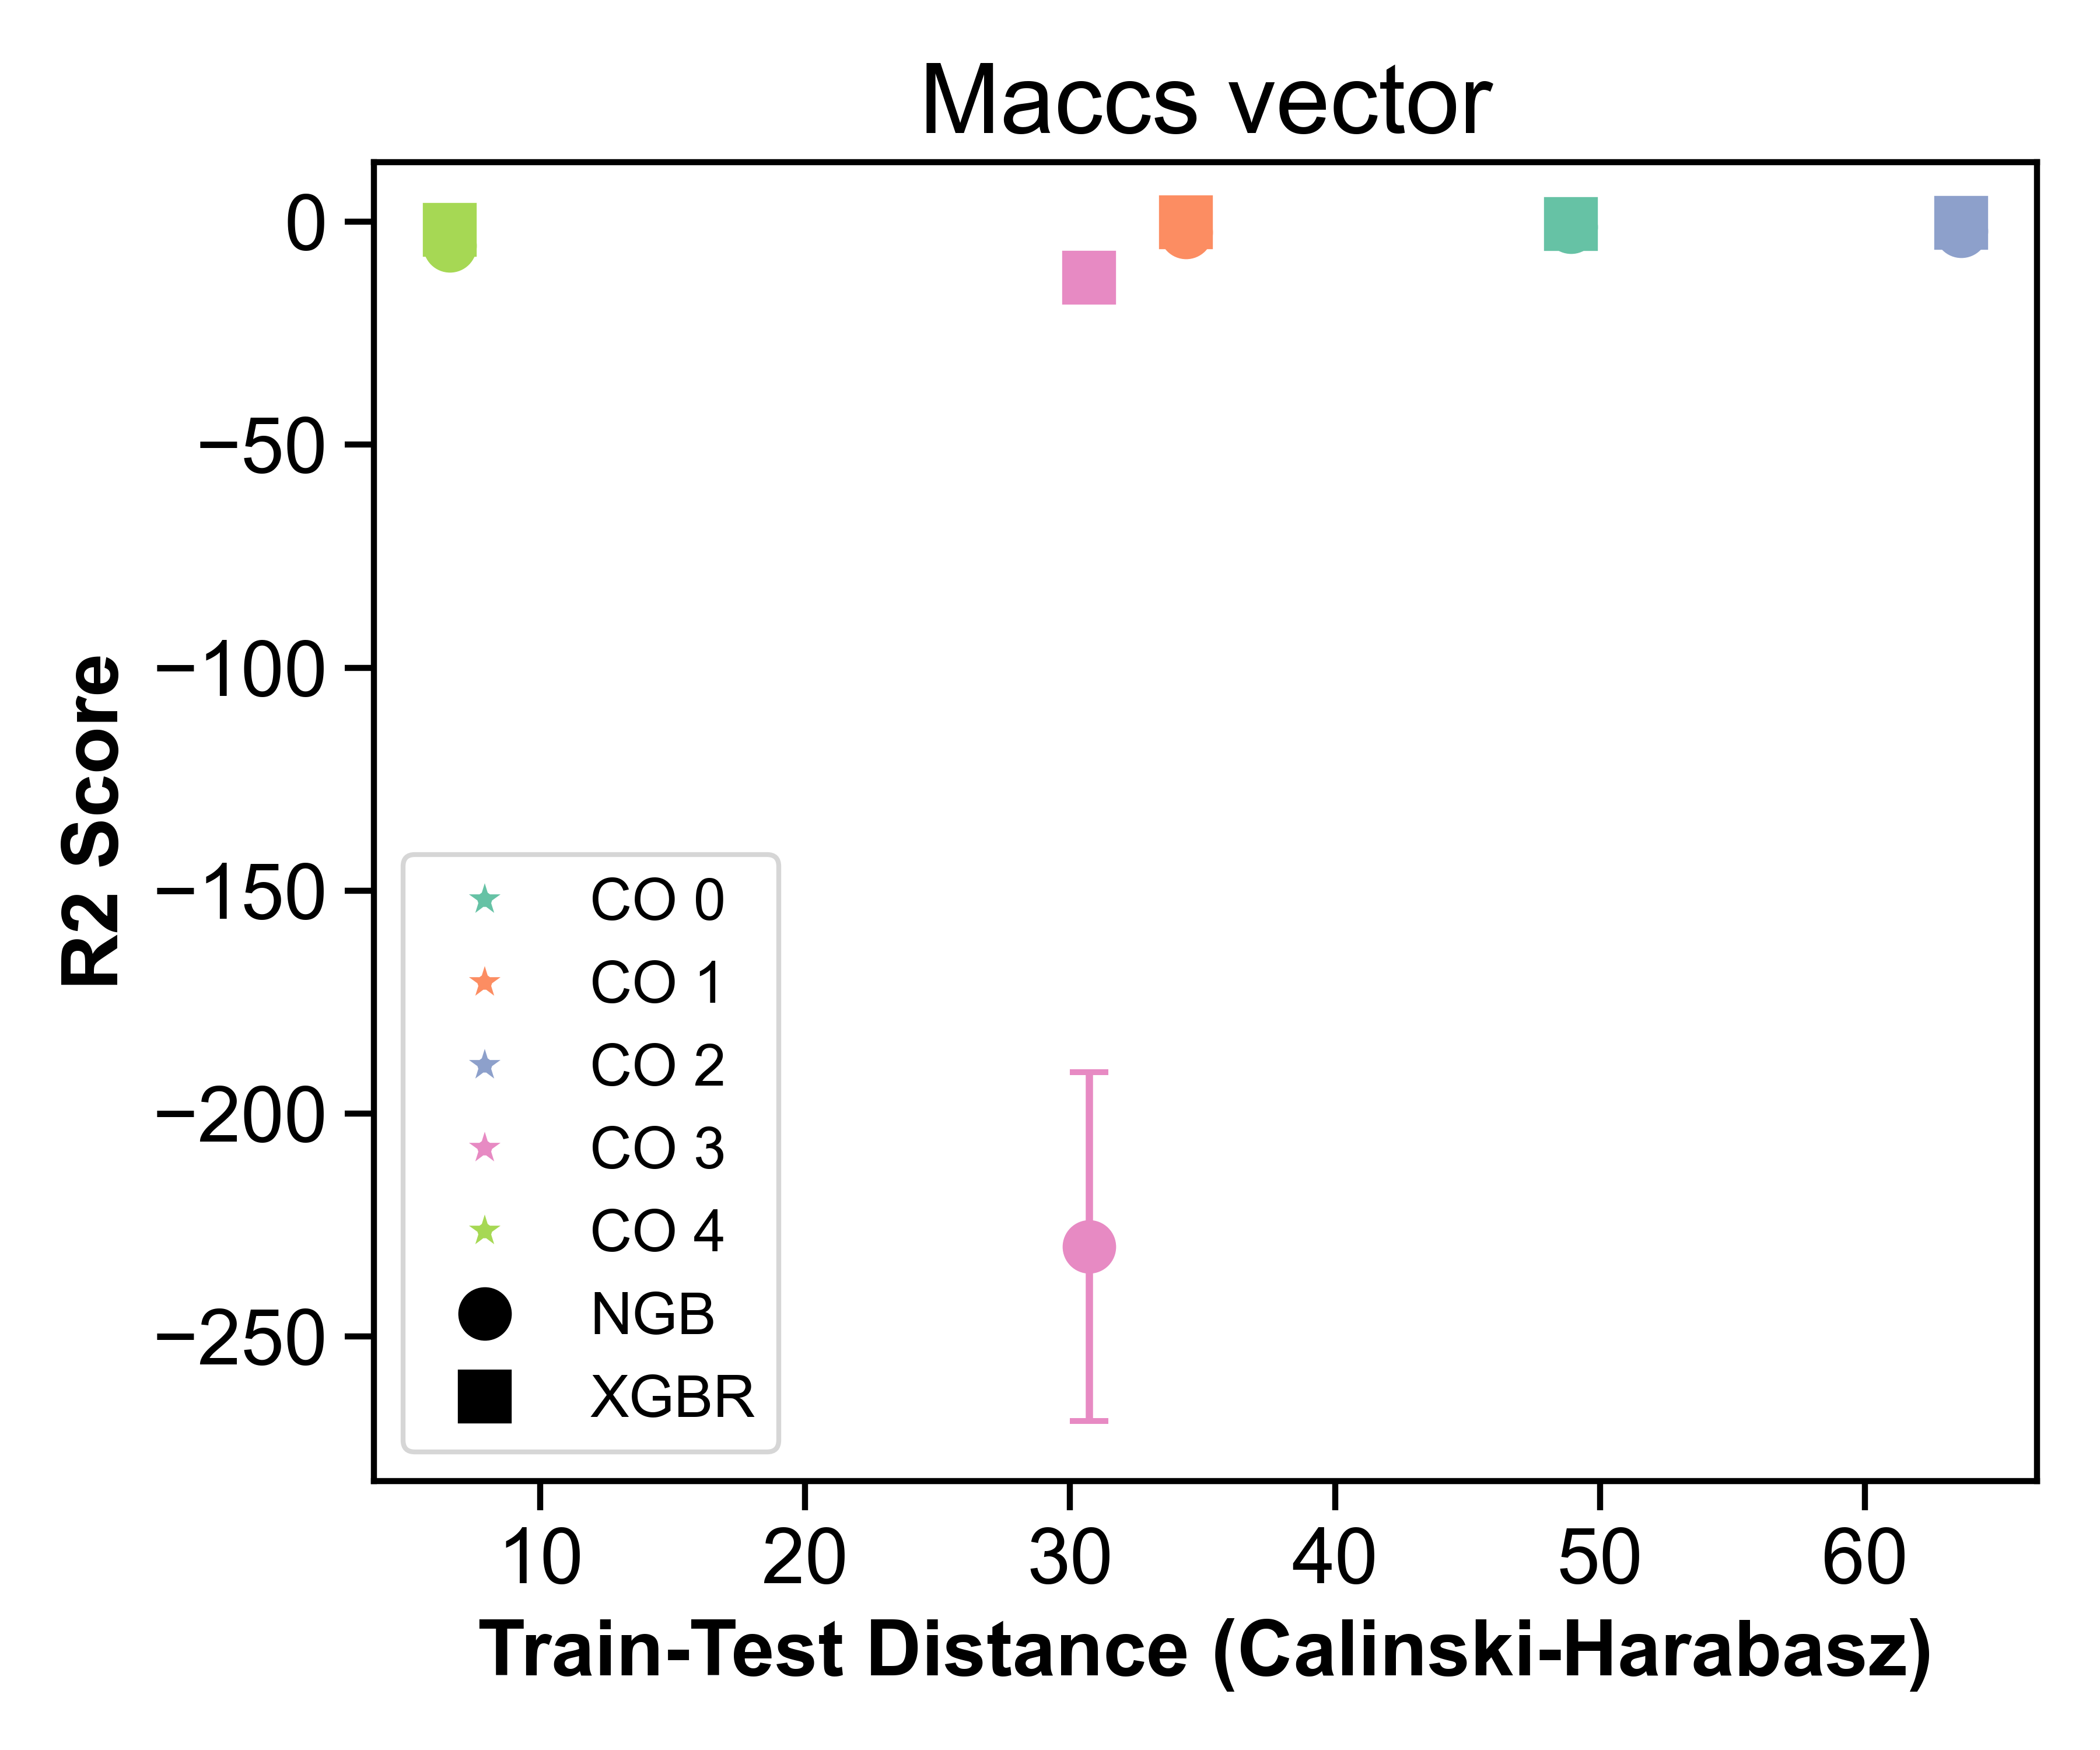 Maccs vector
R2 Score
0
−50
−100
−150
−200
−250
CO 0
CO 1
CO 2
CO 3
CO 4
NGB
XGBR
10 20 30 40 50 60
Train-Test Distance (Calinski-Harabasz)